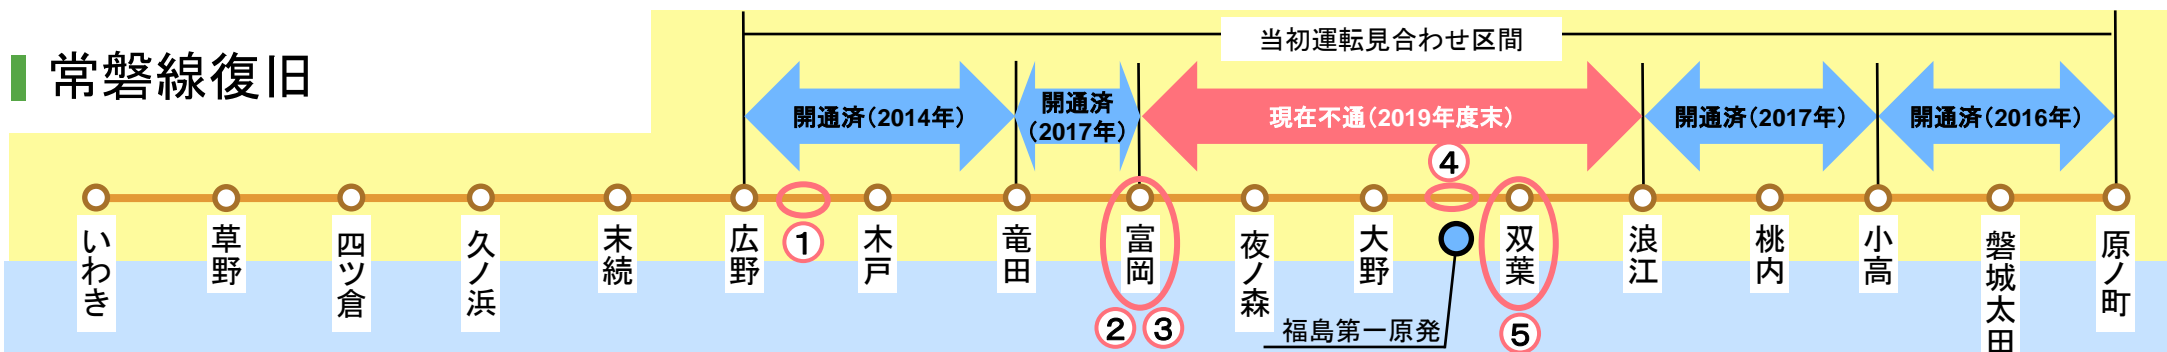 常磐線復旧
当初運転見合わせ区間
開通済(2014年)
開通済
(2017年)
現在不通(2019年度末)
開通済(2017年)
開通済(2016年)
④
①
いわき
草野
四ツ倉
久ノ浜
末続
広野
木戸
竜田
富岡
夜ノ森
大野
双葉
浪江
桃内
小高
磐城太田
原ノ町
②
③
福島第一原発
⑤